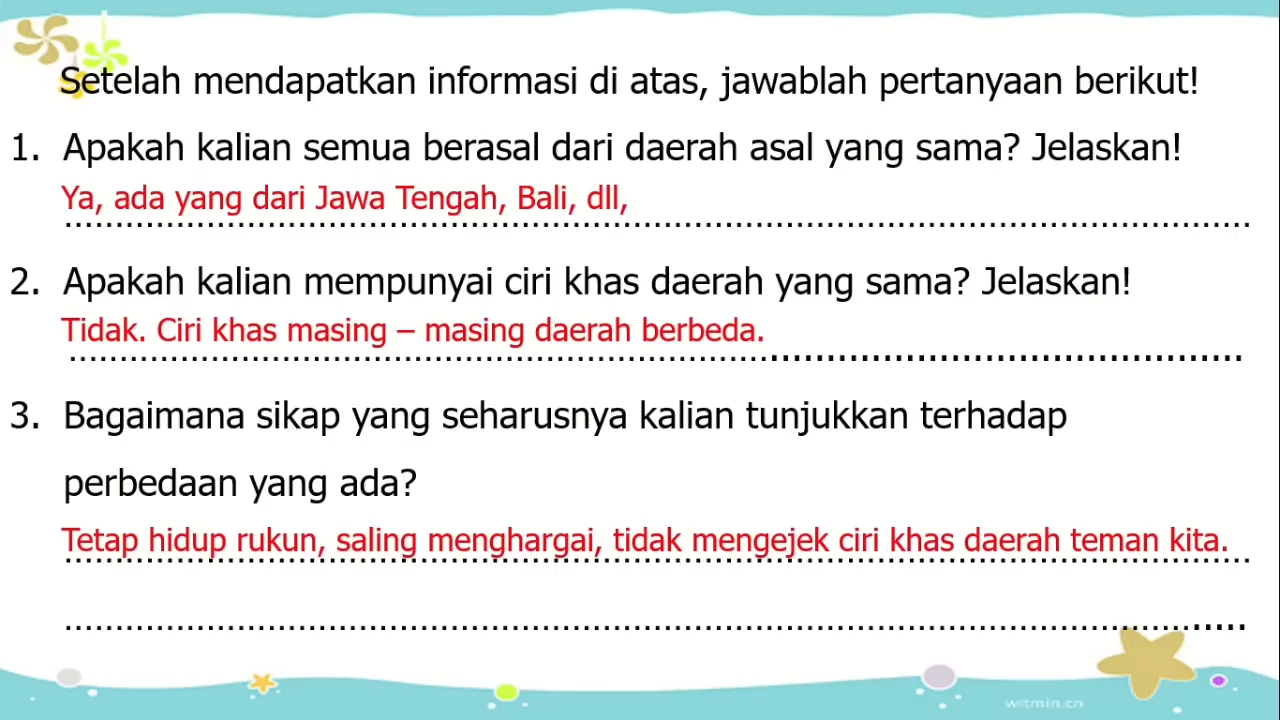 Setelah mendapatkan informasi di atas, jawablah pertanyaan berikut!
1. Apakah kalian semua berasal dari daerah asal yang sama? Jelaskan!
Ya, ada yang dari Jawa Tengah, Bali, dll,
2. Apakah kalian mempunyai ciri khas daerah yang sama? Jelaskan!
Tidak. Ciri khas masing – masing daerah berbeda.
3. Bagaimana sikap yang seharusnya kalian tunjukkan terhadap
perbedaan yang ada?
Tetap hidup rukun, saling menghargai, tidak mengejek ciri khas daerah teman kita.
witmin.cn